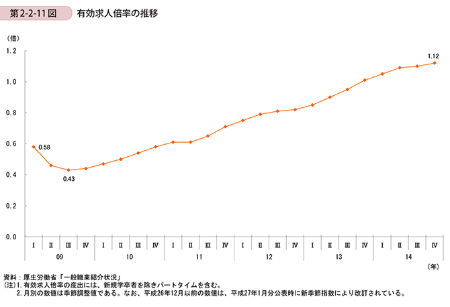 第2-2-11図 有効求人倍率の推移
(倍)
1.2
1.0
0.8
0.6
0.4
0.2
0.0
0.58
0.43
1.12
I II III IV I II III IV I II III IV I II III IV I II III IV I II III IV
09 10 11 12 13 14 (年)
資料:厚生労働省「一般職業紹介状況」
(注)1. 有効求人倍率の産出には、新規学卒者を除きパートタイムを含む。
2. 月別の数値は季節調整値である。なお、平成26年12月以前の数値は、平成27年1月分公表時に新季節指数により改訂されている。